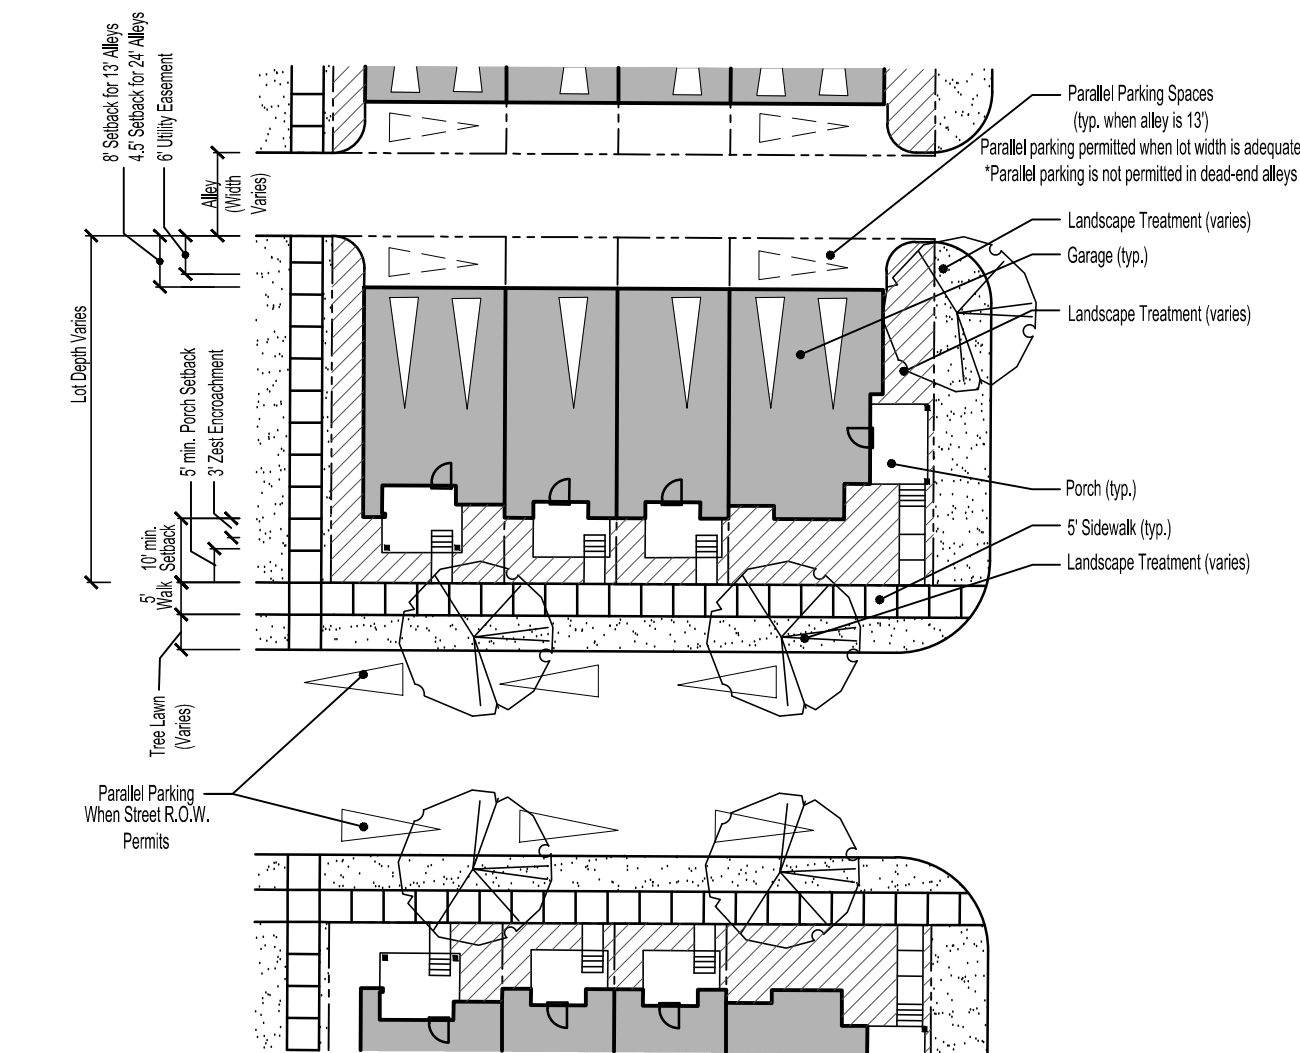 8' Setback for 13' Alleys
4.5' Setback for 24' Alleys
6' Utility Easement
Alley
(Width
Varies)
Lot Depth Varies
5' min. Porch Setback
3' Zest Encroachment
10' min.
Setback
5'
Walk
Tree Lawn
(Varies)
Parallel Parking
When Street R.O.W.
Permits
Parallel Parking Spaces
(typ. when alley is 13')
Parallel parking permitted when lot width is adequate
*Parallel parking is not permitted in dead-end alleys
Landscape Treatment (varies)
Garage (typ.)
Landscape Treatment (varies)
Porch (typ.)
5' Sidewalk (typ.)
Landscape Treatment (varies)